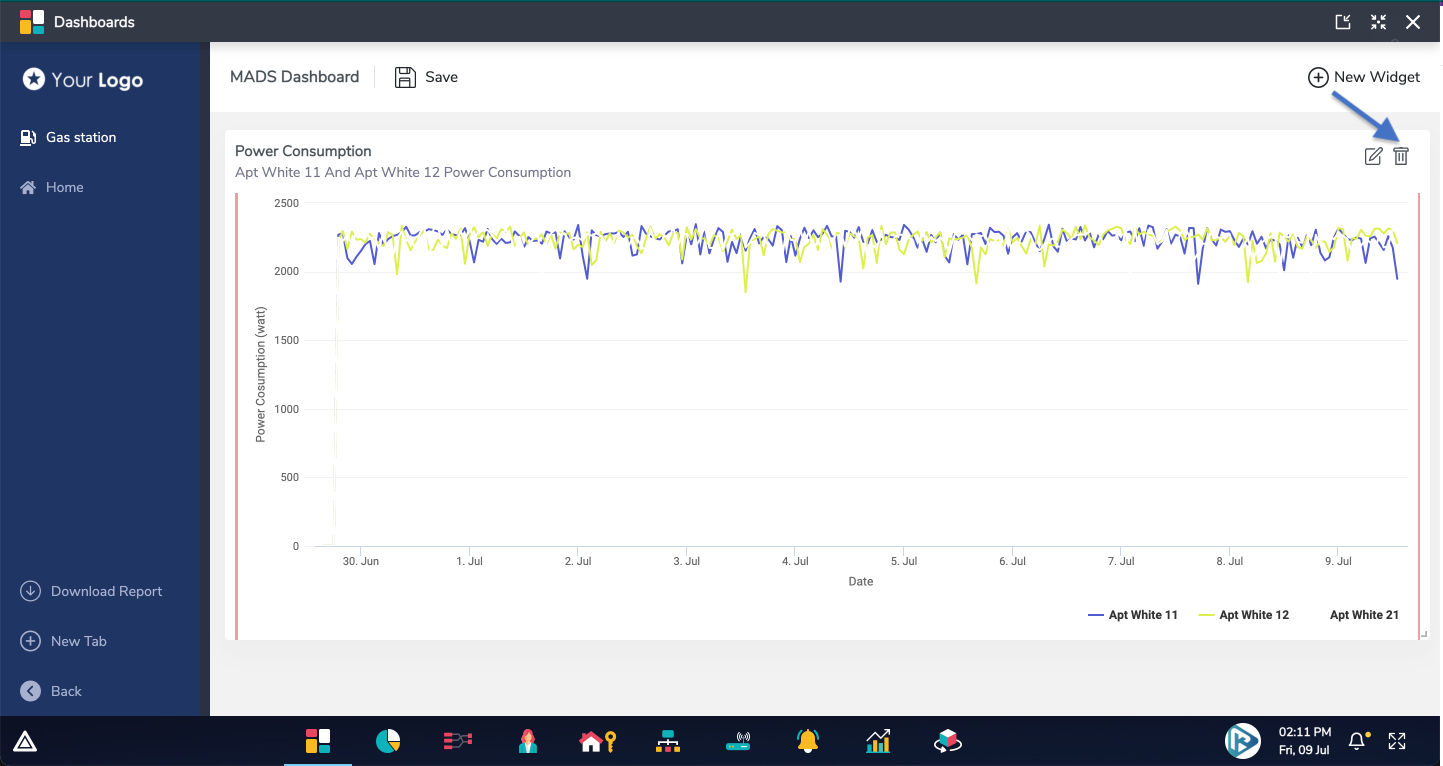 Dashboards
Your Logo
MADS Dashboard
Save
New Widget
Gas station
Home
Power Consumption
Apt White 11 And Apt White 12 Power Consumption
2500
2000
1500
1000
500
0
Power Cosumption (watt)
30. Jun
1. Jul
2. Jul
3. Jul
4. Jul
5. Jul
6. Jul
7. Jul
8. Jul
9. Jul
Date
Apt White 11
Apt White 12
Apt White 21
Download Report
New Tab
Back
02:11 PM
Fri, 09 Jul